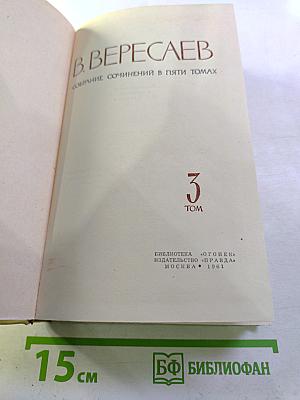 В. ВЕРЕСАЕВ
СОБРАНИЕ СОЧИНЕНИЙ В ПЯТИ ТОМАХ
3
ТОМ
БИБЛИОТЕКА «ОГОНЕК»
ИЗДАТЕЛЬСТВО «ПРАВДА»
МОСКВА • 1961
15 см
БФ БИБЛИОФАН